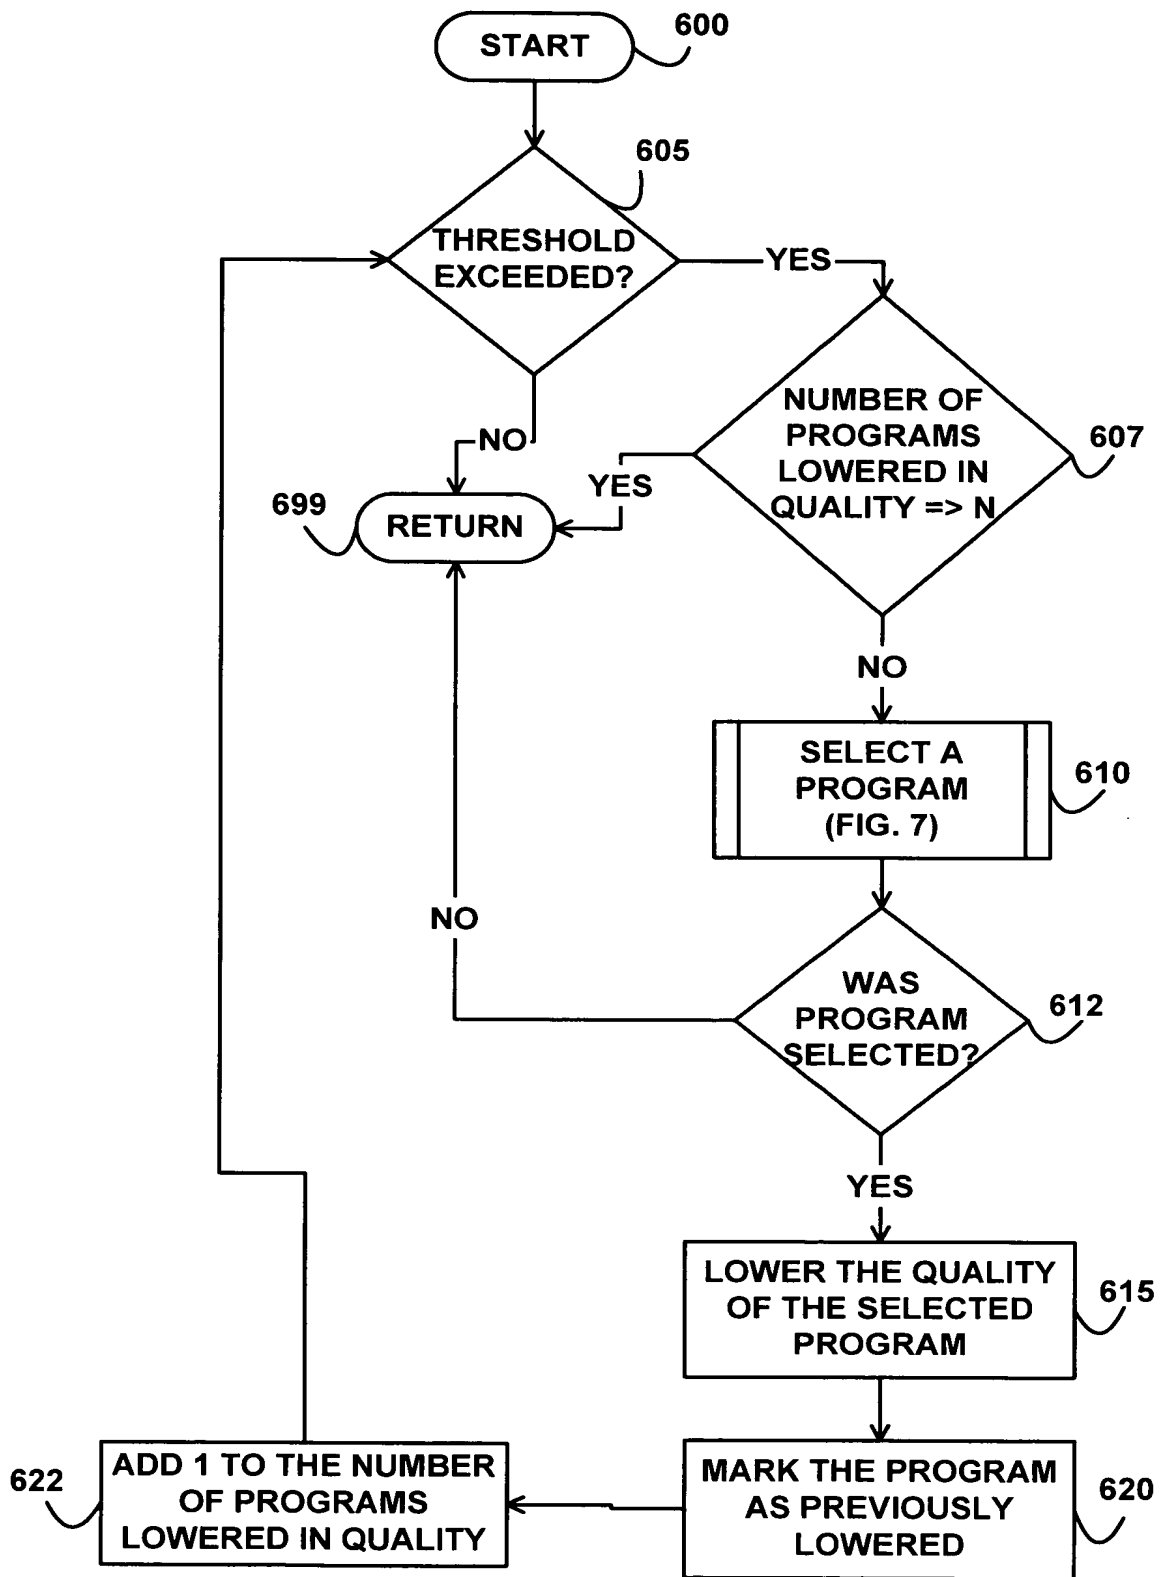 START
600
605
THRESHOLD
EXCEEDED?
YES
NUMBER OF
PROGRAMS
LOWERED IN
QUALITY => N
607
NO
YES
699
RETURN
NO
SELECT A
PROGRAM
(FIG. 7)
610
NO
WAS
PROGRAM
SELECTED?
612
YES
LOWER THE QUALITY
OF THE SELECTED
PROGRAM
615
MARK THE PROGRAM
AS PREVIOUSLY
LOWERED
620
622
ADD 1 TO THE NUMBER
OF PROGRAMS
LOWERED IN QUALITY